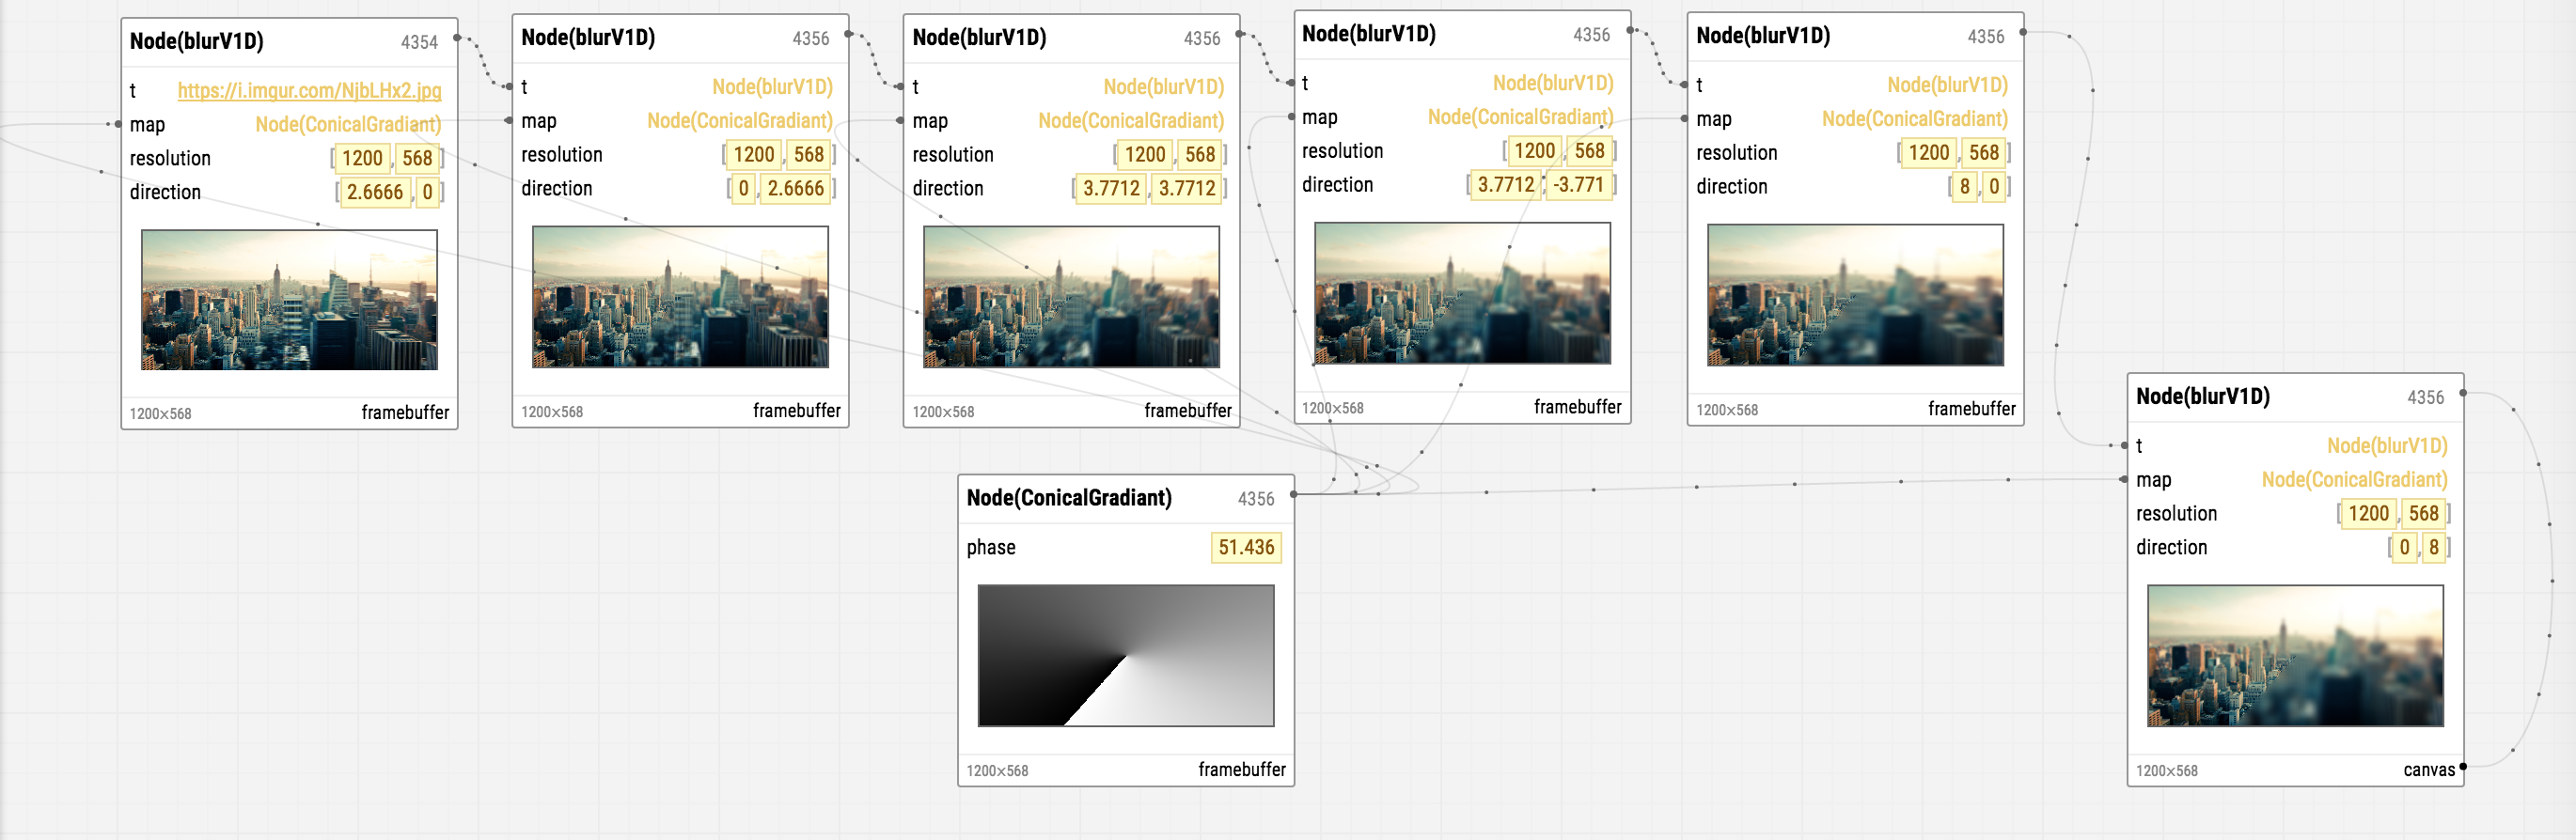 Node(blurV1D) 4354
t https://i.imgur.com/NjbLHx2.jpg
map Node(ConicalGradiant)
resolution [1200,568]
direction [2.6666,0]
1200×568 framebuffer
Node(blurV1D) 4356
t Node(blurV1D)
map Node(ConicalGradiant)
resolution [1200,568]
direction [0,2.6666]
1200×568 framebuffer
Node(blurV1D) 4356
t Node(blurV1D)
map Node(ConicalGradiant)
resolution [1200,568]
direction [3.7712,3.7712]
1200×568 framebuffer
Node(blurV1D) 4356
t Node(blurV1D)
map Node(ConicalGradiant)
resolution [1200,568]
direction [3.7712,-3.771]
1200×568 framebuffer
Node(blurV1D) 4356
t Node(blurV1D)
map Node(ConicalGradiant)
resolution [1200,568]
direction [8,0]
1200×568 framebuffer
Node(ConicalGradiant) 4356
phase 51.436
1200×568 framebuffer
Node(blurV1D) 4356
t Node(blurV1D)
map Node(ConicalGradiant)
resolution [1200,568]
direction [0,8]
1200×568 canvas